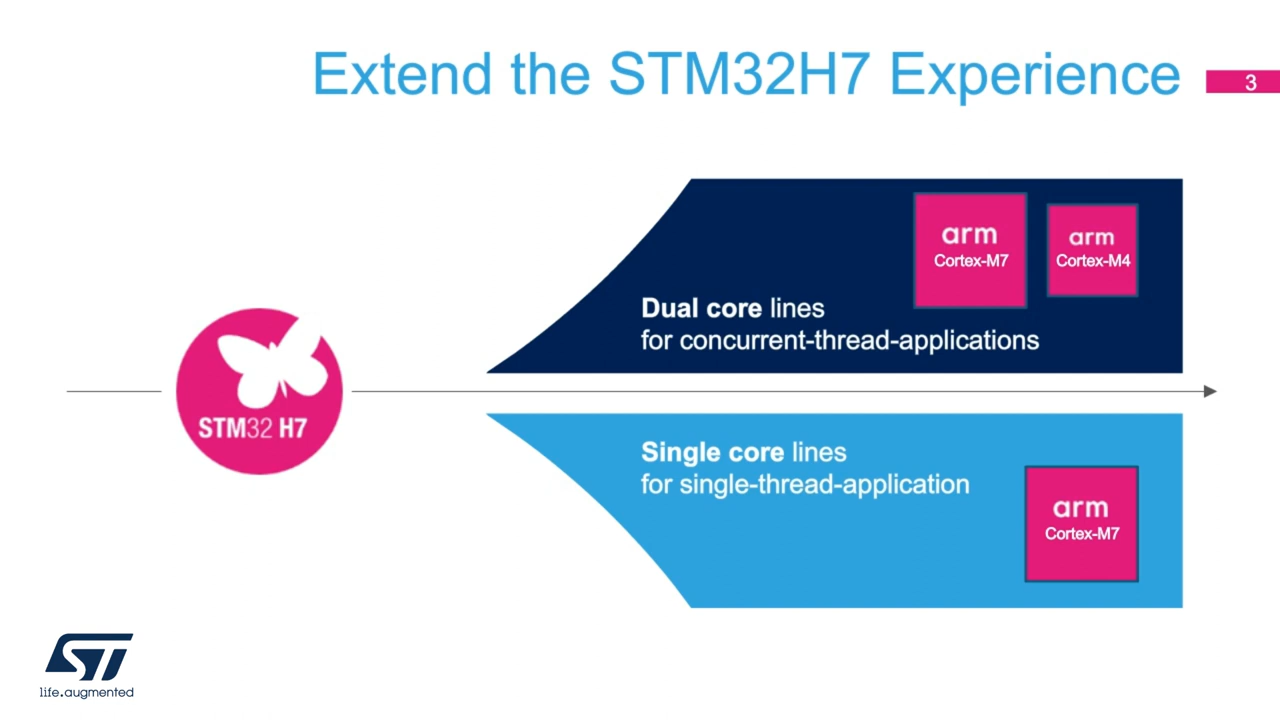 Extend the STM32H7 Experience
3
arm
Cortex-M7
arm
Cortex-M4
Dual core lines
for concurrent-thread-applications
STM32 H7
Single core lines
for single-thread-application
arm
Cortex-M7
ST
life.augmented